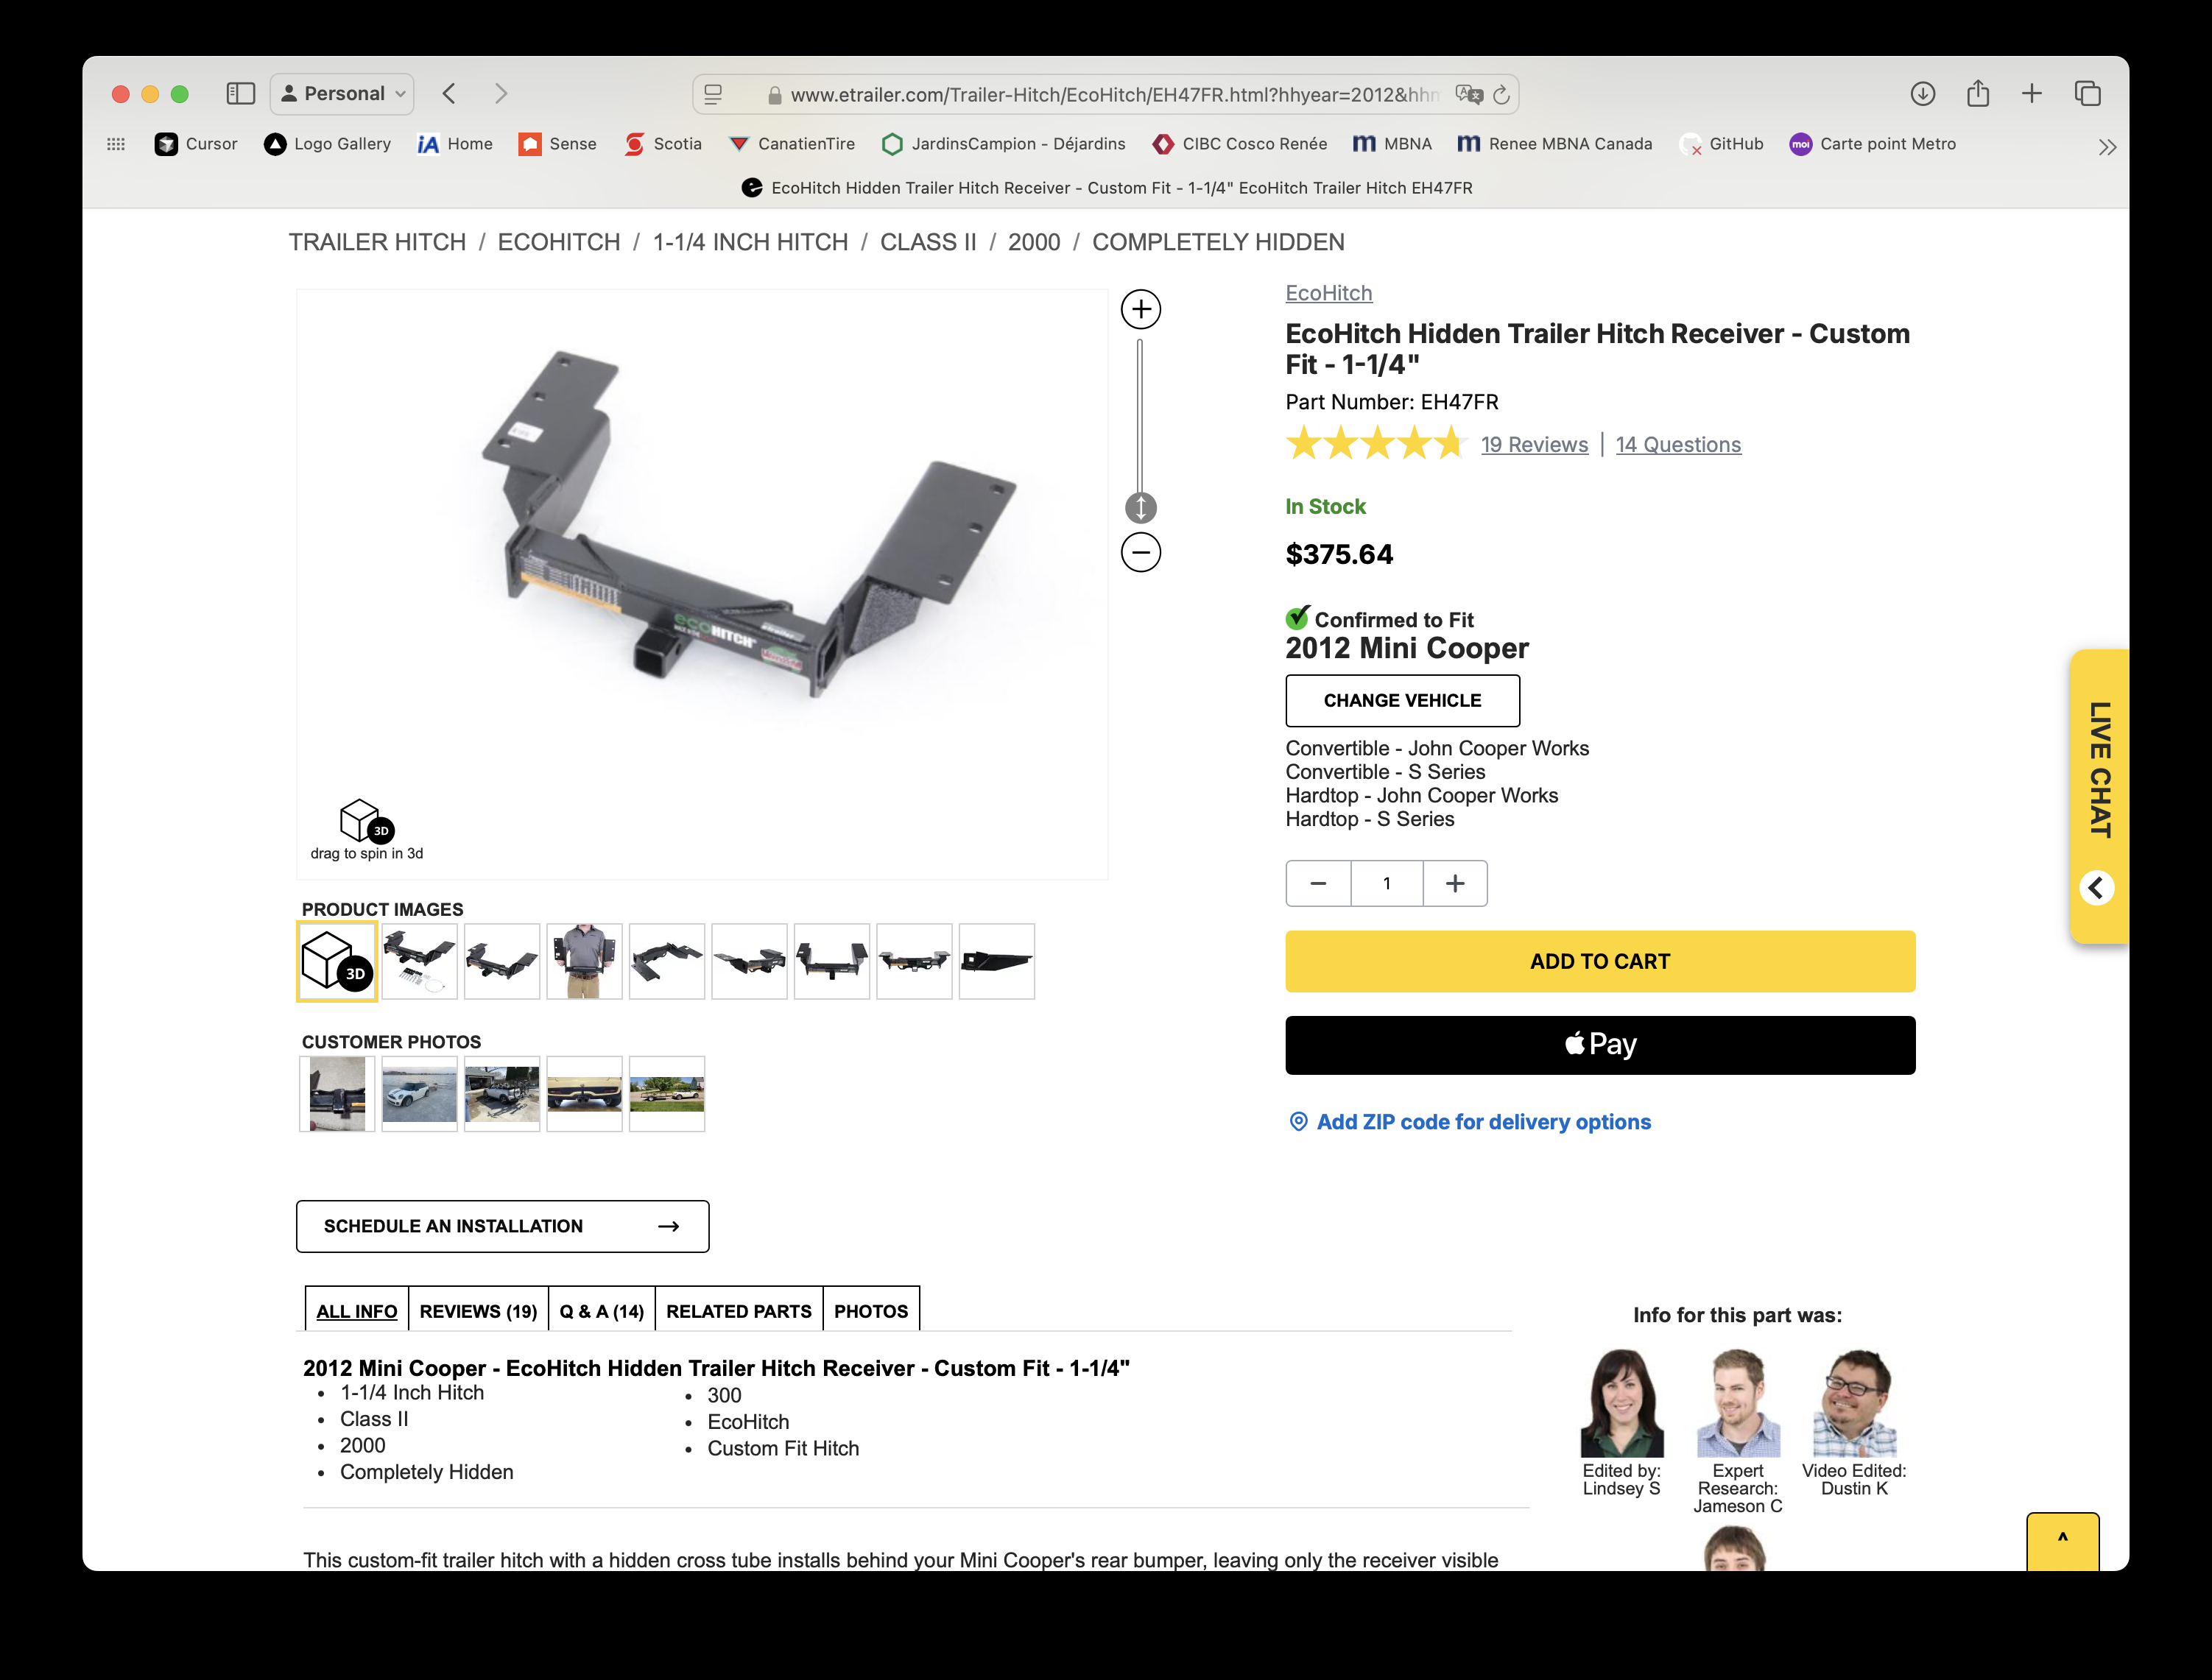 Personal
www.etrailer.com/Trailer-Hitch/EcoHitch/EH47FR.html?hhyear=2012&hhm
Cursor
Logo Gallery
iA Home
Sense
Scotia
CanatienTire
JardinsCampion - Déjardins
CIBC Cosco Renée
m MBNA
m Renee MBNA Canada
GitHub
moi Carte point Metro
EcoHitch Hidden Trailer Hitch Receiver - Custom Fit - 1-1/4" EcoHitch Trailer Hitch EH47FR
TRAILER HITCH / ECOHITCH / 1-1/4 INCH HITCH / CLASS II / 2000 / COMPLETELY HIDDEN
ecoHITCH
3D
drag to spin in 3d
PRODUCT IMAGES
3D
CUSTOMER PHOTOS
SCHEDULE AN INSTALLATION
EcoHitch
EcoHitch Hidden Trailer Hitch Receiver - Custom
Fit - 1-1/4"
Part Number: EH47FR
19 Reviews | 14 Questions
In Stock
$375.64
Confirmed to Fit
2012 Mini Cooper
CHANGE VEHICLE
Convertible - John Cooper Works
Convertible - S Series
Hardtop - John Cooper Works
Hardtop - S Series
1
ADD TO CART
Pay
Add ZIP code for delivery options
LIVE CHAT
ALL INFO
REVIEWS (19)
Q & A (14)
RELATED PARTS
PHOTOS
2012 Mini Cooper - EcoHitch Hidden Trailer Hitch Receiver - Custom Fit - 1-1/4"
1-1/4 Inch Hitch
Class II
2000
Completely Hidden
300
EcoHitch
Custom Fit Hitch
This custom-fit trailer hitch with a hidden cross tube installs behind your Mini Cooper's rear bumper, leaving only the receiver visible
Info for this part was:
Edited by:
Lindsey S
Expert
Research:
Jameson C
Video Edited:
Dustin K